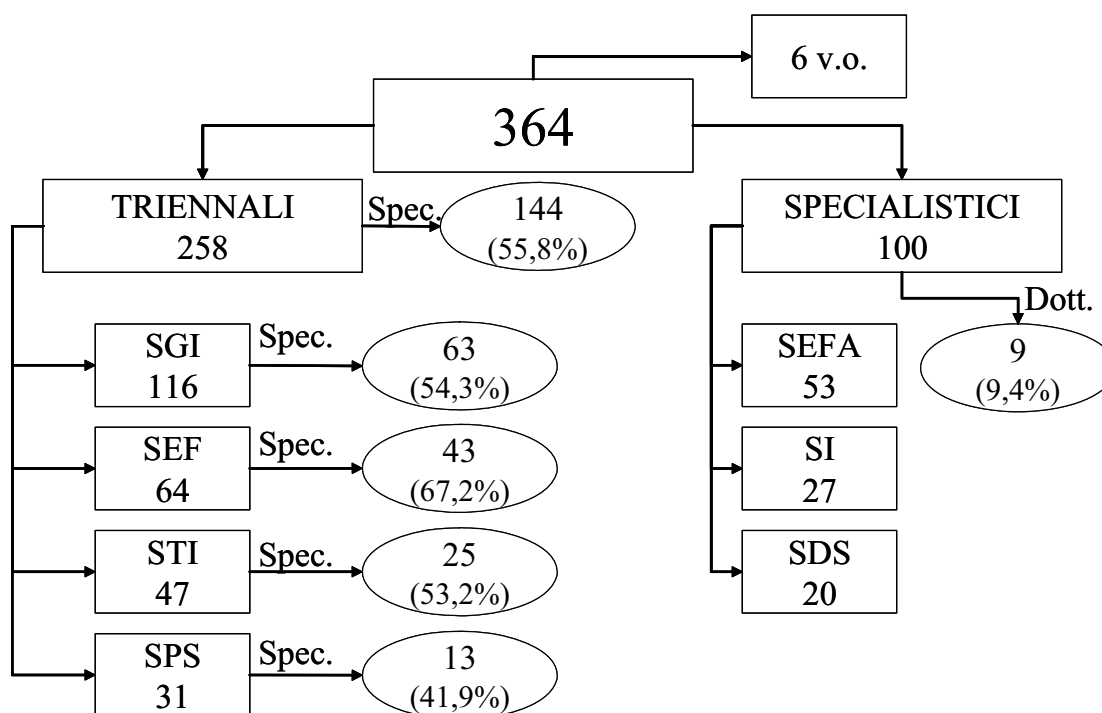 6 v.o.
364
TRIENNALI
258
Spec.
144
(55,8%)
SPECIALISTICI
100
Dott.
9
(9,4%)
SGI
116
Spec.
63
(54,3%)
SEF
64
Spec.
43
(67,2%)
STI
47
Spec.
25
(53,2%)
SPS
31
Spec.
13
(41,9%)
SEFA
53
SI
27
SDS
20